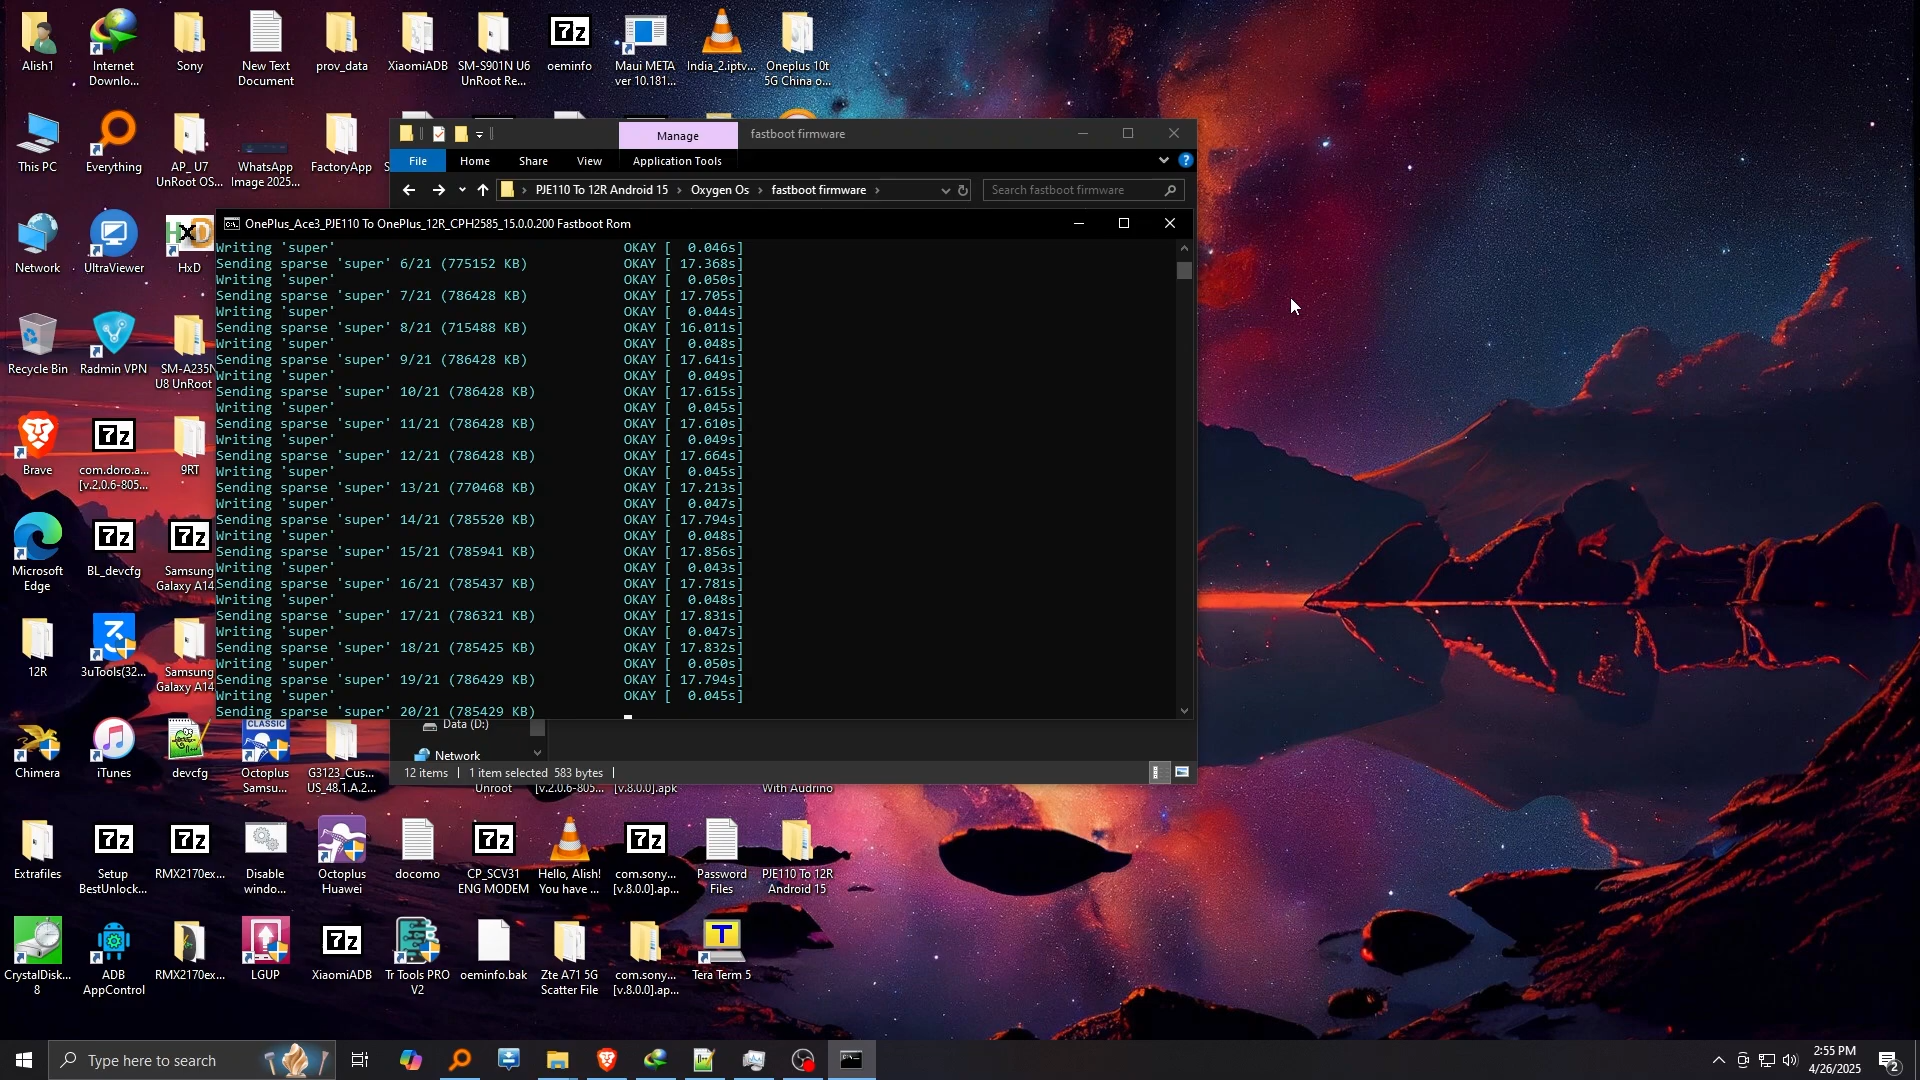 Alish1
Internet Downlo...
Sony
New Text Document
prov_data
XiaomiADB
SM-S901N U6 UnRoot Re...
oeminfo
Maui META ver 10.181...
India_2.iptv...
Oneplus 10t 5G China o...
This PC
Everything
AP_ U7 UnRoot OS...
WhatsApp Image 2025...
FactoryApp
Manage
fastboot firmware
File
Home
Share
View
Application Tools
PJE110 To 12R Android 15
Oxygen Os
fastboot firmware
Search fastboot firmware
Network
UltraViewer
HxD
OnePlus_Ace3_PJE110 To OnePlus_12R_CPH2585_15.0.0.200 Fastboot Rom
Writing 'super' OKAY [ 0.046s]
Sending sparse 'super' 6/21 (775152 KB) OKAY [ 17.368s]
Writing 'super' OKAY [ 0.050s]
Sending sparse 'super' 7/21 (786428 KB) OKAY [ 17.705s]
Writing 'super' OKAY [ 0.044s]
Sending sparse 'super' 8/21 (715488 KB) OKAY [ 16.011s]
Writing 'super' OKAY [ 0.048s]
Sending sparse 'super' 9/21 (786428 KB) OKAY [ 17.641s]
Writing 'super' OKAY [ 0.049s]
Sending sparse 'super' 10/21 (786428 KB) OKAY [ 17.615s]
Writing 'super' OKAY [ 0.045s]
Sending sparse 'super' 11/21 (786428 KB) OKAY [ 17.610s]
Writing 'super' OKAY [ 0.049s]
Sending sparse 'super' 12/21 (786428 KB) OKAY [ 17.664s]
Writing 'super' OKAY [ 0.045s]
Sending sparse 'super' 13/21 (770468 KB) OKAY [ 17.213s]
Writing 'super' OKAY [ 0.047s]
Sending sparse 'super' 14/21 (785520 KB) OKAY [ 17.794s]
Writing 'super' OKAY [ 0.048s]
Sending sparse 'super' 15/21 (785941 KB) OKAY [ 17.856s]
Writing 'super' OKAY [ 0.043s]
Sending sparse 'super' 16/21 (785437 KB) OKAY [ 17.781s]
Writing 'super' OKAY [ 0.048s]
Sending sparse 'super' 17/21 (786321 KB) OKAY [ 17.831s]
Writing 'super' OKAY [ 0.047s]
Sending sparse 'super' 18/21 (785425 KB) OKAY [ 17.832s]
Writing 'super' OKAY [ 0.050s]
Sending sparse 'super' 19/21 (786429 KB) OKAY [ 17.794s]
Writing 'super' OKAY [ 0.045s]
Sending sparse 'super' 20/21 (785429 KB)
Recycle Bin
Radmin VPN
SM-A235N U8 UnRoot
Brave
com.doro.a... [v.2.0.6-805...
9RT
Microsoft Edge
BL_devcfg
Samsung Galaxy A14
12R
3uTools(32...
Samsung Galaxy A14
Data (D:)
Network
12 items
1 item selected 583 bytes
Chimera
iTunes
devcfg
CLASSIC
Octoplus Samsu...
G3123_Cus... US_48.1.A.2...
Unroot
[v.2.0.6-805...
[v.8.0.0].apk
With Audrino
Extrafiles
Setup BestUnlock...
RMX2170ex...
Disable windo...
Octoplus Huawei
docomo
CP_SCV31 ENG MODEM
Hello, Alish! You have ...
com.sony... [v.8.0.0].ap...
Password Files
PJE110 To 12R Android 15
CrystalDisk... 8
ADB AppControl
RMX2170ex...
LGUP
XiaomiADB
Tr Tools PRO V2
oeminfo.bak
Zte A71 5G Scatter File
com.sony... [v.8.0.0].ap...
Tera Term 5
Type here to search
2:55 PM
4/26/2025
2